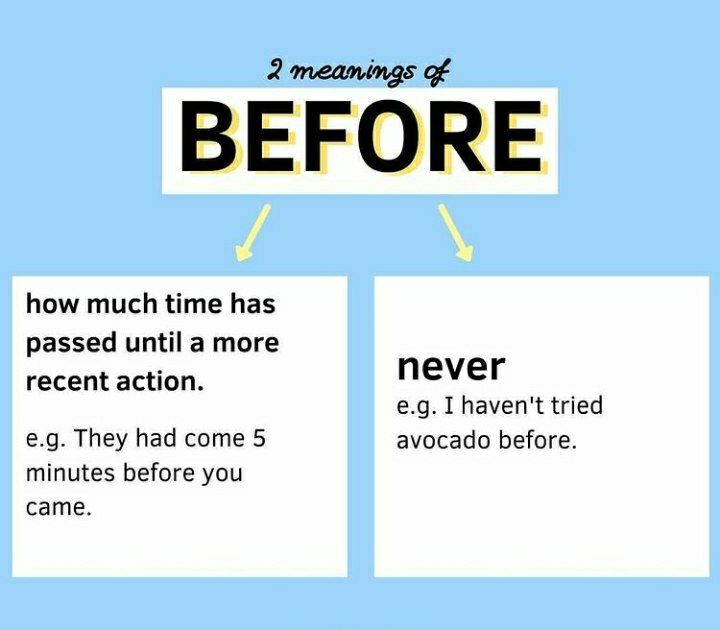 2 meanings of
BEFORE
how much time has
passed until a more
recent action.
e.g. They had come 5
minutes before you
came.
never
e.g. I haven't tried
avocado before.